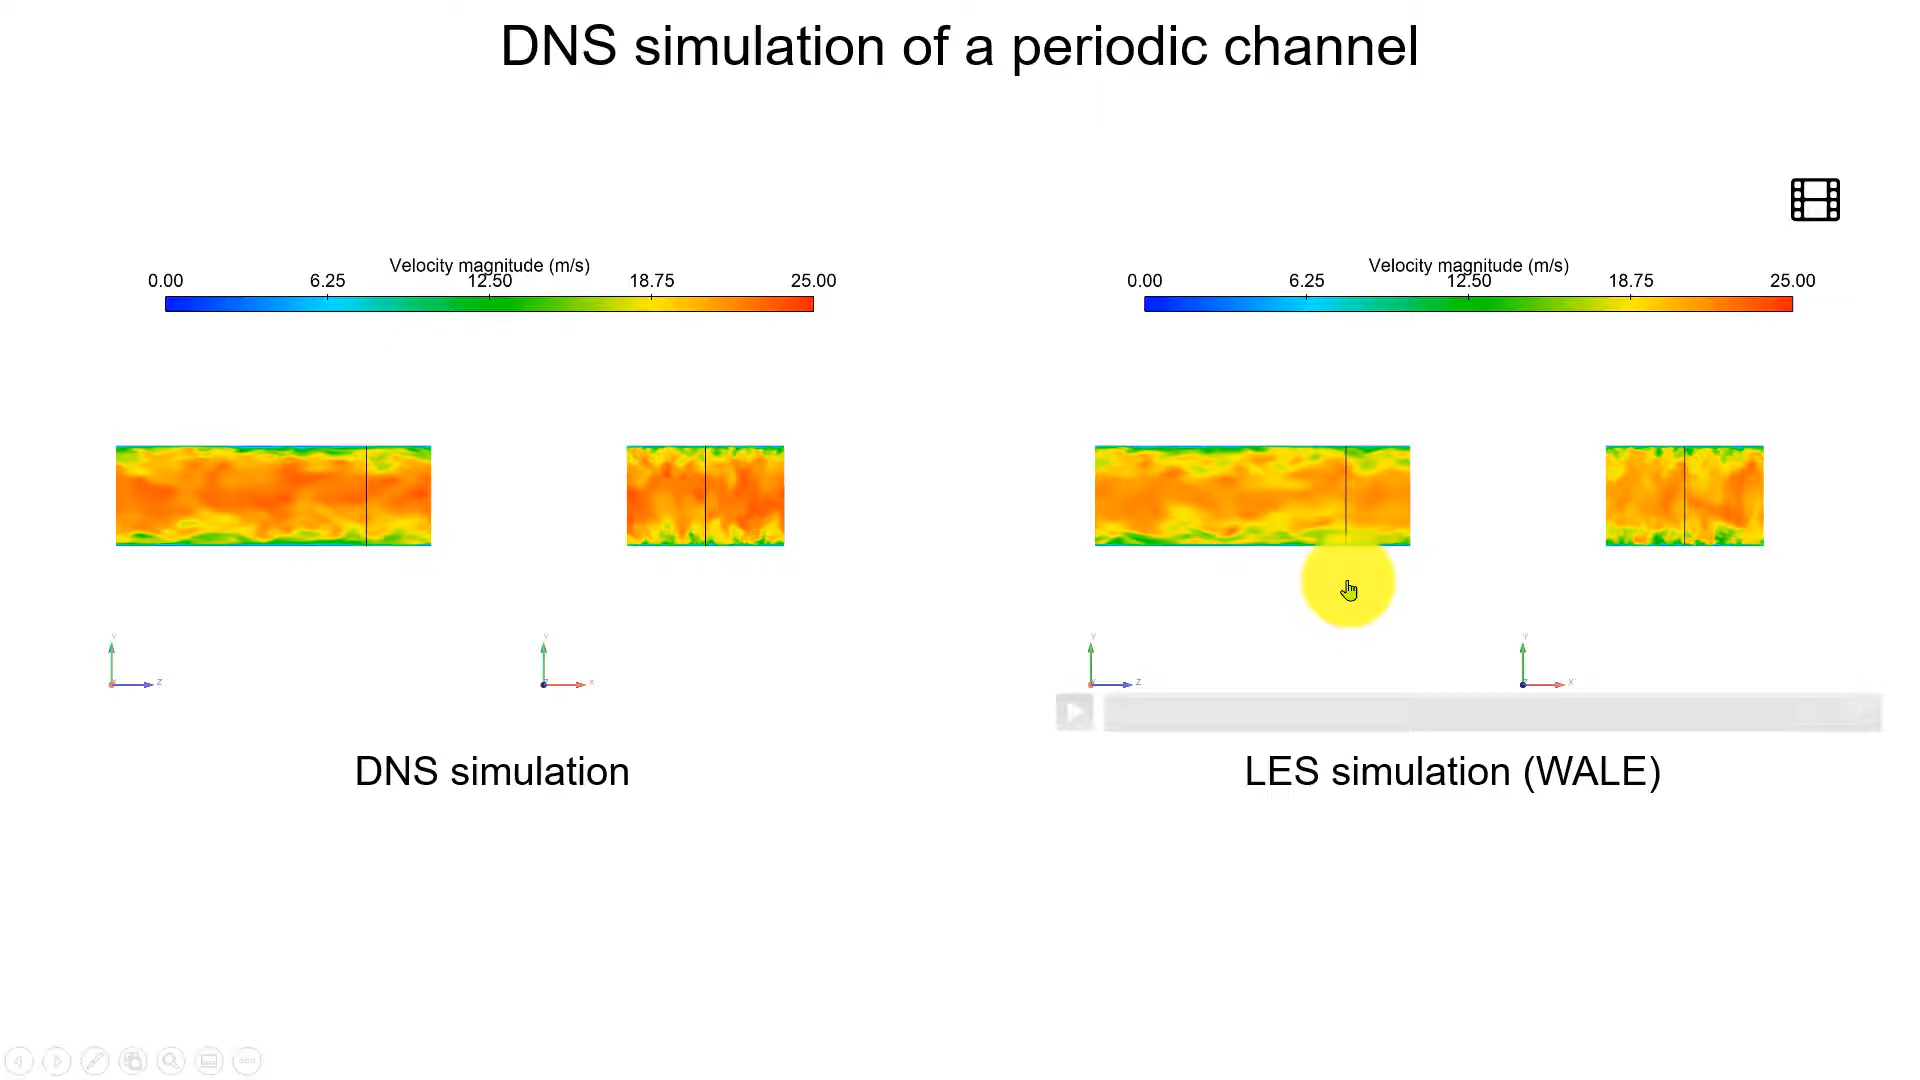 DNS simulation of a periodic channel
Velocity magnitude (m/s)
0.00 6.25 12.50 18.75 25.00
Velocity magnitude (m/s)
0.00 6.25 12.50 18.75 25.00
Y
Z
Y
X
Y
Z
Y
X
DNS simulation
LES simulation (WALE)